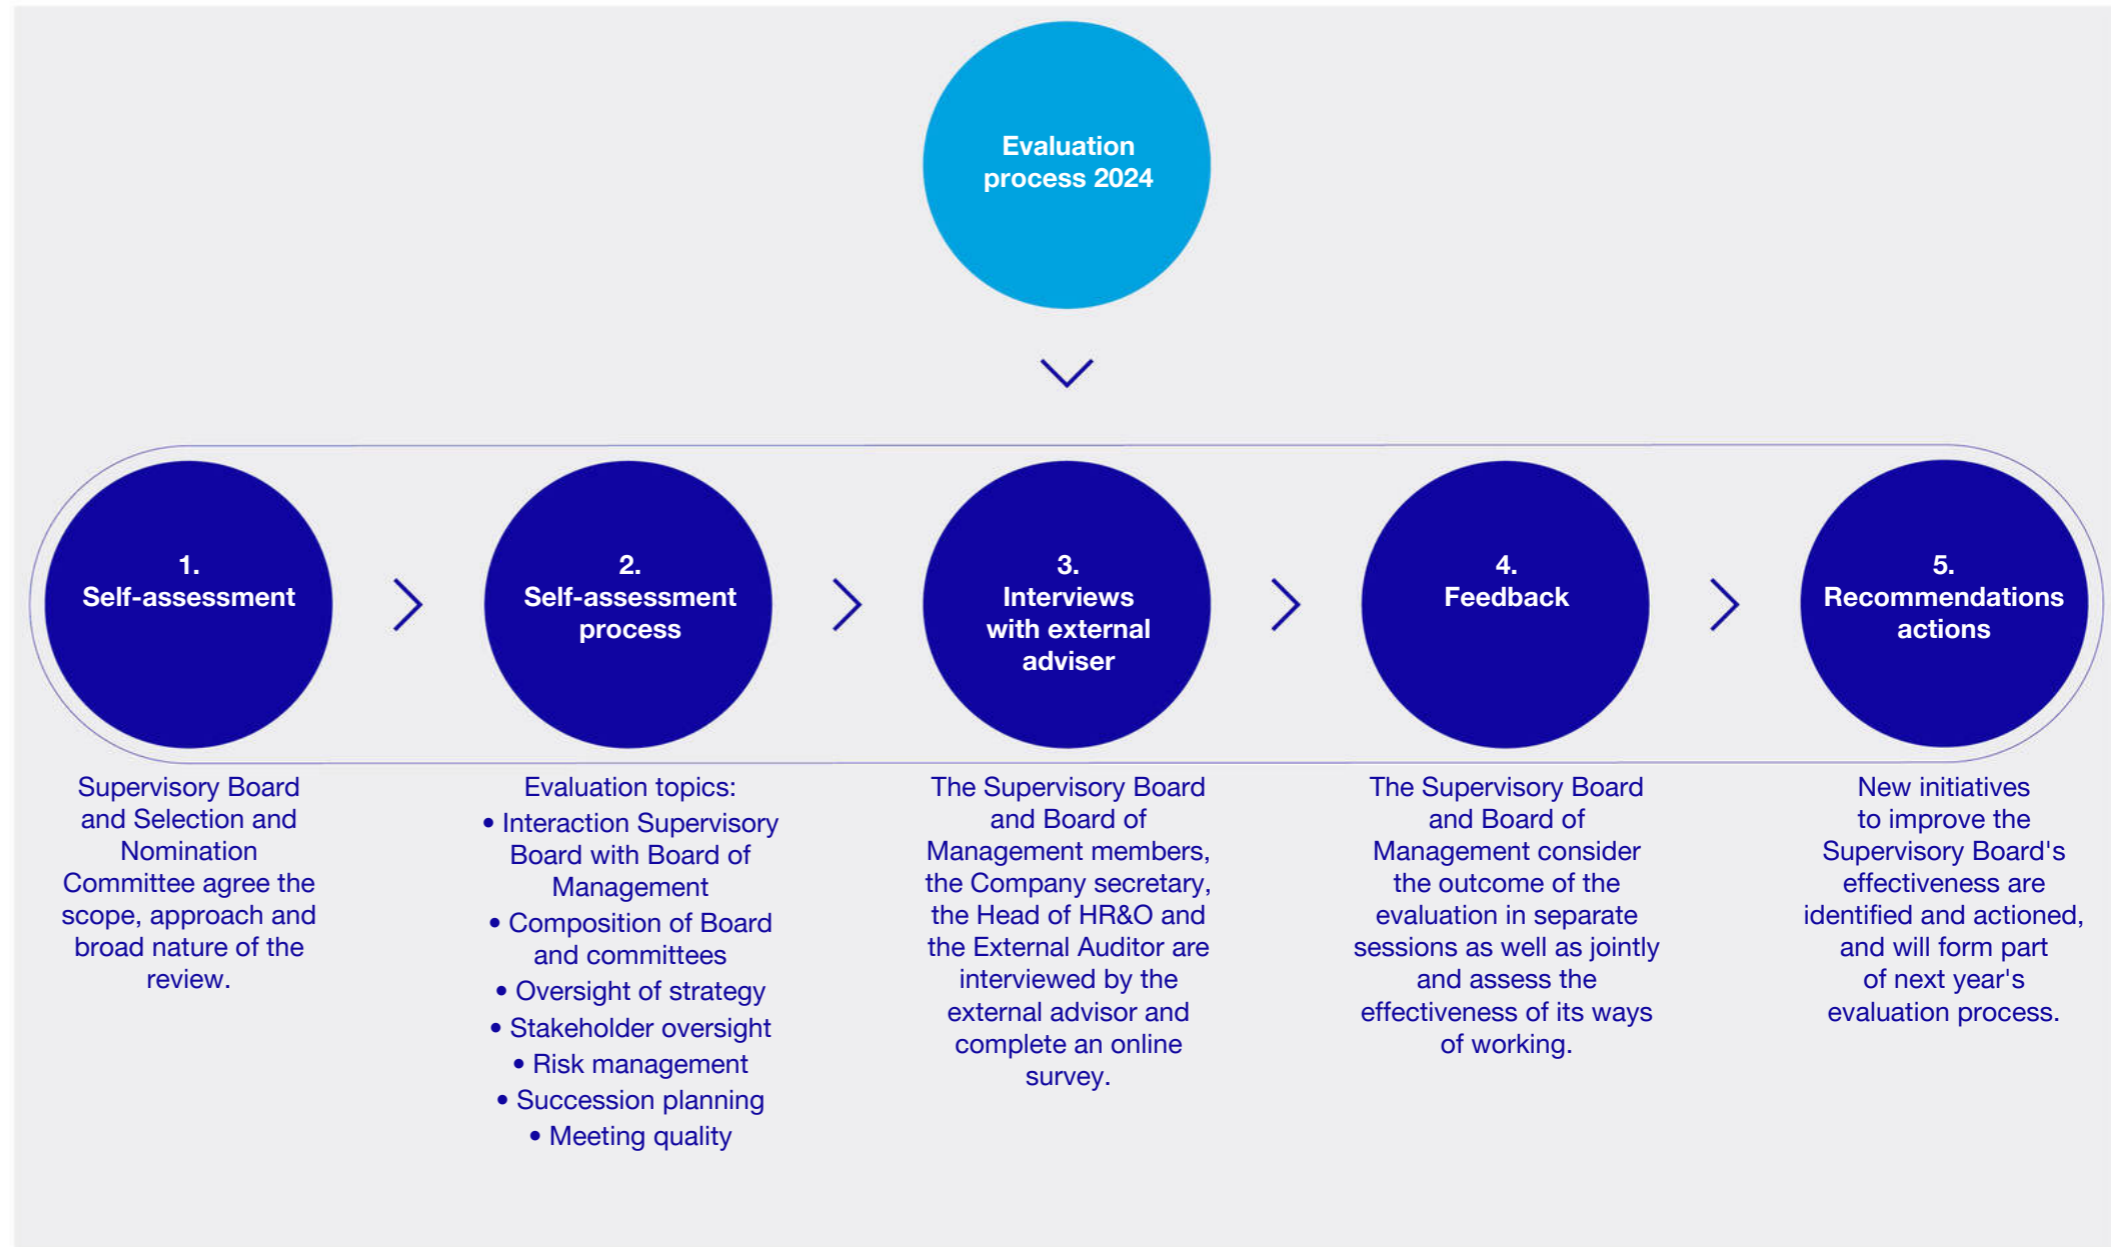 Evaluation
process 2024
1.
Self-assessment
2.
Self-assessment
process
3.
Interviews
with external
adviser
4.
Feedback
5.
Recommendations
actions
Supervisory Board
and Selection and
Nomination
Committee agree the
scope, approach and
broad nature of the
review.
Evaluation topics:
• Interaction Supervisory
Board with Board of
Management
• Composition of Board
and committees
• Oversight of strategy
• Stakeholder oversight
• Risk management
• Succession planning
• Meeting quality
The Supervisory Board
and Board of
Management members,
the Company secretary,
the Head of HR&O and
the External Auditor are
interviewed by the
external advisor and
complete an online
survey.
The Supervisory Board
and Board of
Management consider
the outcome of the
evaluation in separate
sessions as well as jointly
and assess the
effectiveness of its ways
of working.
New initiatives
to improve the
Supervisory Board's
effectiveness are
identified and actioned,
and will form part
of next year's
evaluation process.